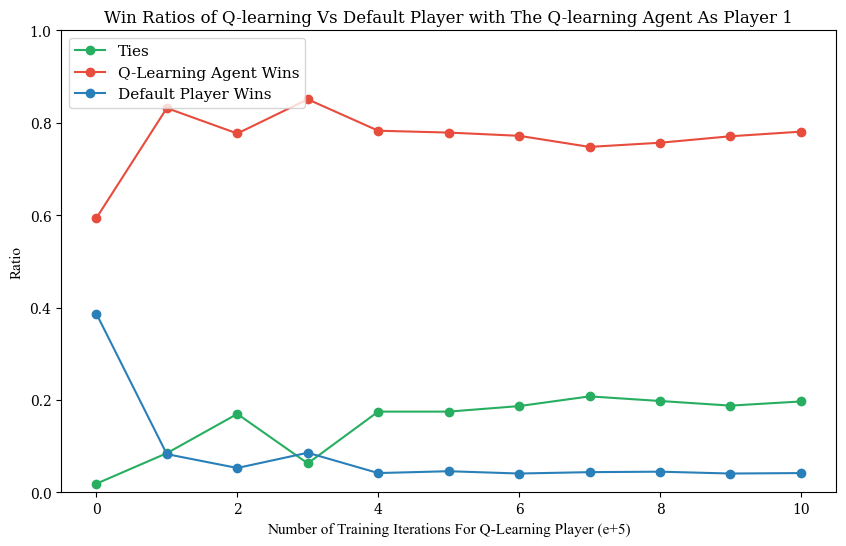 Win Ratios of Q-learning Vs Default Player with The Q-learning Agent As Player 1
Ties
Q-Learning Agent Wins
Default Player Wins
1.0
0.8
0.6
0.4
0.2
0.0
Ratio
0 2 4 6 8 10
Number of Training Iterations For Q-Learning Player (e+5)